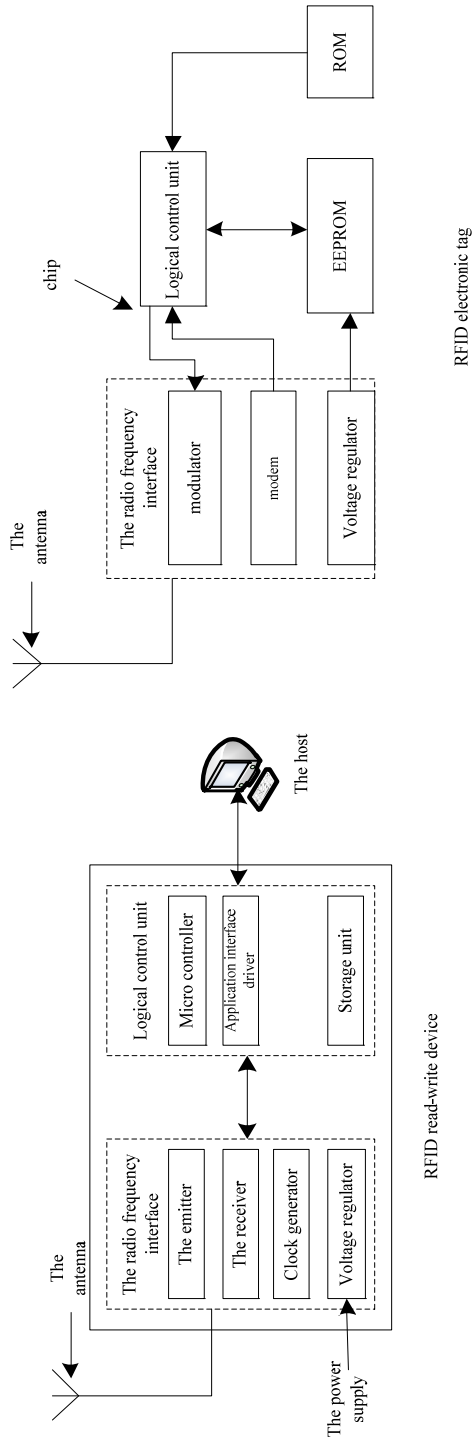 The
antenna
The radio frequency
interface
The emitter
The receiver
Clock generator
Voltage regulator
The power
supply
Logical control unit
Micro controller
Application interface
driver
Storage unit
The host
RFID read-write device
The
antenna
The radio frequency
interface
modulator
modem
Voltage regulator
chip
Logical control unit
EEPROM
ROM
RFID electronic tag